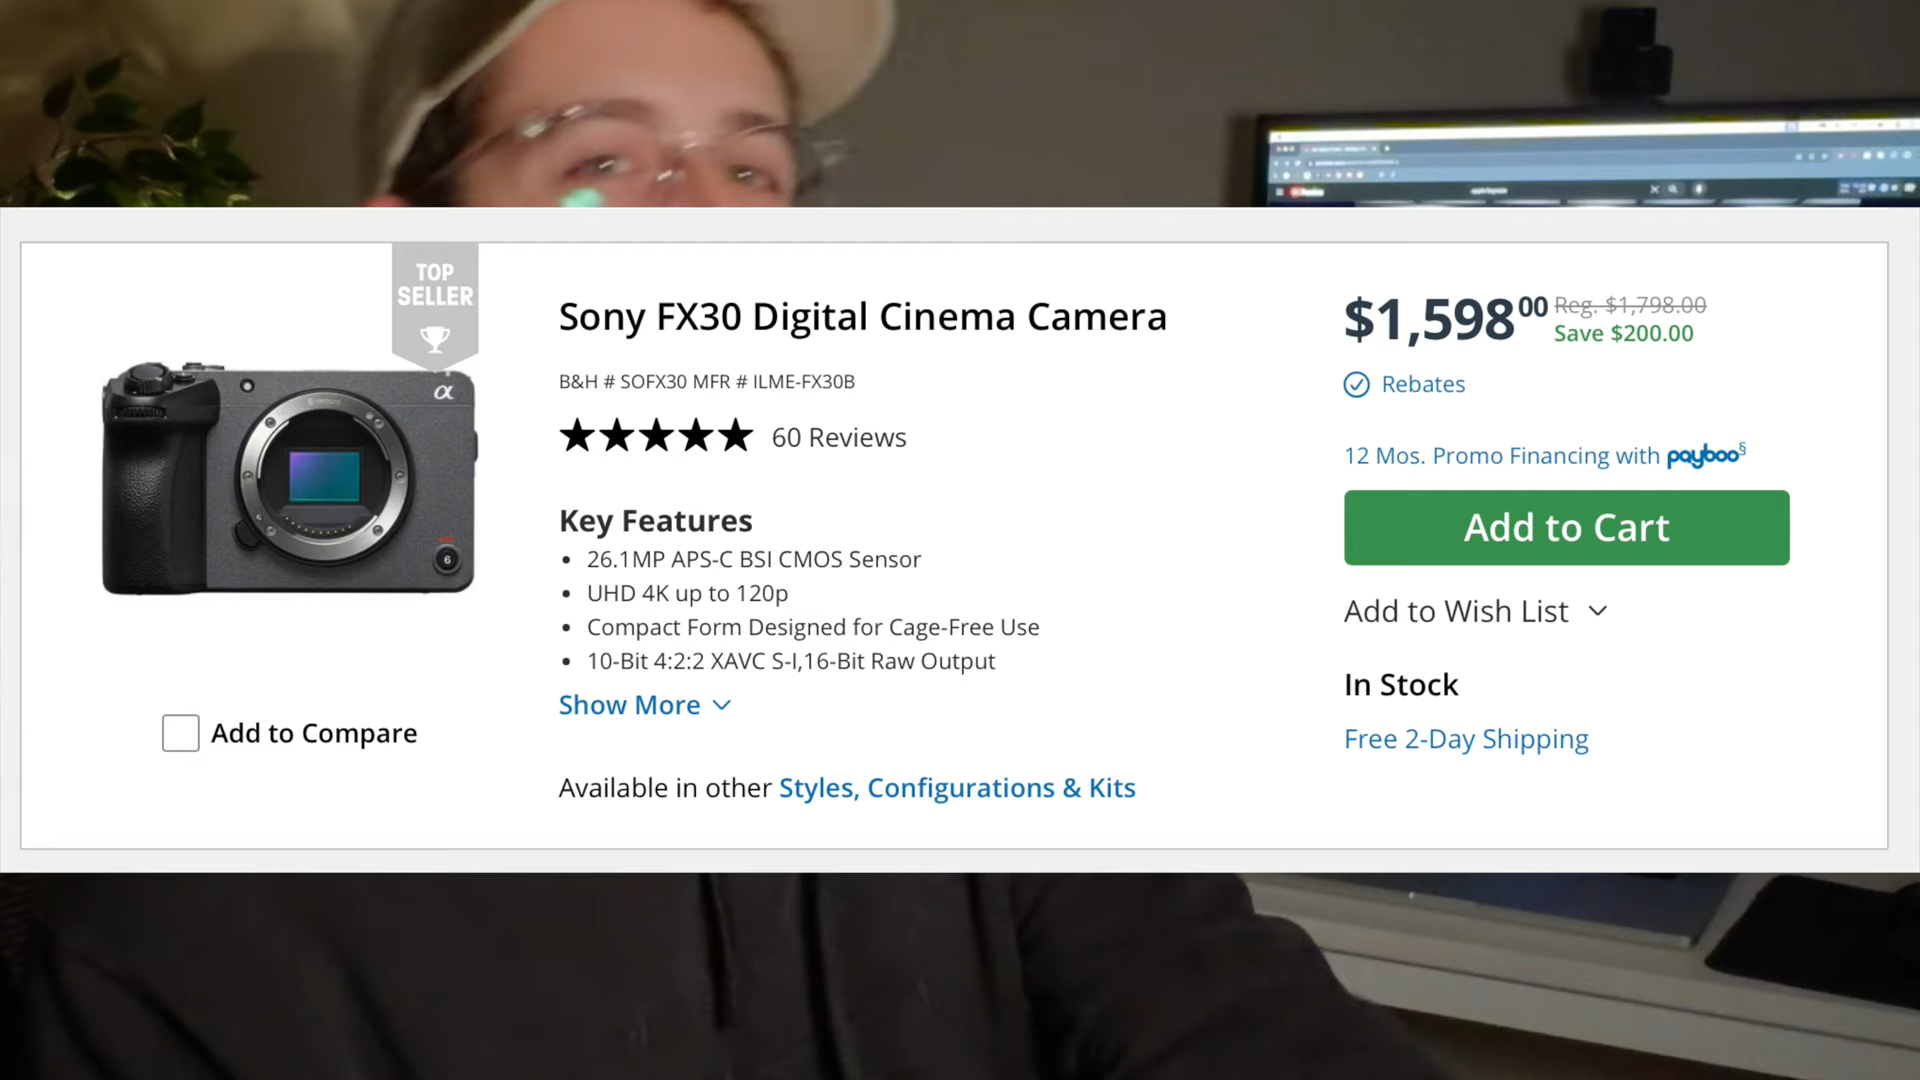 TOP
SELLER
α
6
Add to Compare
Sony FX30 Digital Cinema Camera
B&H # SOFX30 MFR # ILME-FX30B
60 Reviews
Key Features
• 26.1MP APS-C BSI CMOS Sensor
• UHD 4K up to 120p
• Compact Form Designed for Cage-Free Use
• 10-Bit 4:2:2 XAVC S-I,16-Bit Raw Output
Show More
Available in other Styles, Configurations & Kits
$1,598.00 Reg. $1,798.00
Save $200.00
Rebates
12 Mos. Promo Financing with payboo§
Add to Cart
Add to Wish List
In Stock
Free 2-Day Shipping